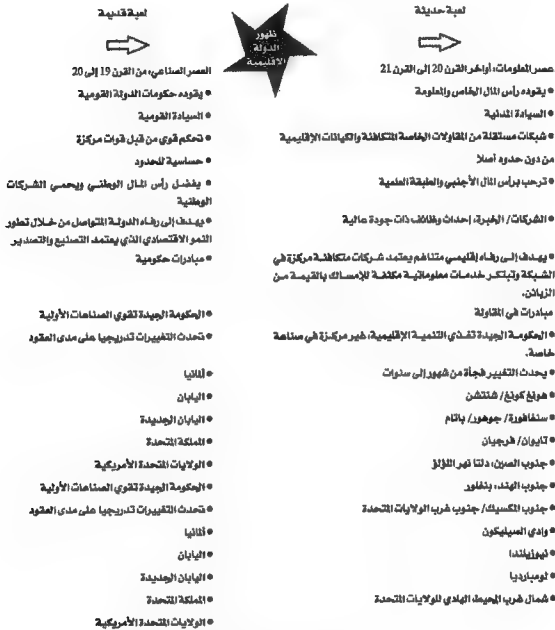 لعبة قديمة
لعبة حديثة
ظهور
الدولة
الاقليمية
العصر الصناعي، من القرن 19 إلى 20
● يقوده حكومات الدولة القومية
● السيادة القومية
● تحكم قوي من قبل قوات مركزة
● حساسية للحدود
● يفضل رأس المال الوطني ويحمي الشركات
الوطنية
● يهدف إلى رفاه الدولة المتواصل من خلال تطور
النمو الاقتصادي الذي يعتمد التصنيع والتصدير
● مبادرات حكومية
● الحكومة الجيدة تقوي الصناعات الأولية
● تحدث التغييرات تدريجيا على مدى العقود
● ألمانيا
● اليابان
● اليابان الجديدة
● المملكة المتحدة
● الولايات المتحدة الأمريكية
● الحكومة الجيدة تقوي الصناعات الأولية
● تحدث التغييرات تدريجيا على مدى العقود
● ألمانيا
● اليابان
● اليابان الجديدة
● المملكة المتحدة
● الولايات المتحدة الأمريكية
عصر المعلومات، أواخر القرن 20 إلى القرن 21
● يقوده رأس المال الخاص والمعلومة
● السيادة المدنية
● شبكات مستقلة من المقاولات الخاصة المتكافئة والكيانات الإقليمية
من دون حدود أصلا
● ترحب برأس المال الأجنبي والطبقة العلمية
● الشركات/ الخبرة، إحداث وظائف ذات جودة عالية
● يهدف إلى رفاه إقليمي متناغم يعتمد شركات متكافئة مركزة في
الشبكة وتبتكر خدمات معلوماتية مكثفة للإمساك بالقيمة من
الزبائن.
مبادرات في المقاولة
● الحكومة الجيدة تغذي التنمية الإقليمية، غير مركزة في صناعة
خاصة.
● يحدث التغيير فجأة من شهور إلى سنوات
● هونغ كونغ/ شنتشن
● سنغافورة/ جوهور/ باتام
● تايوان/ فرجيان
● جنوب الصين، دلتا نهر اللؤلؤ
● جنوب الهند، بنغلور
● جنوب المكسيك/ جنوب غرب الولايات المتحدة
● وادي السيليكون
● نيوزيلندا
● لومبارديا
● شمال غرب المحيط الهادي للولايات المتحدة